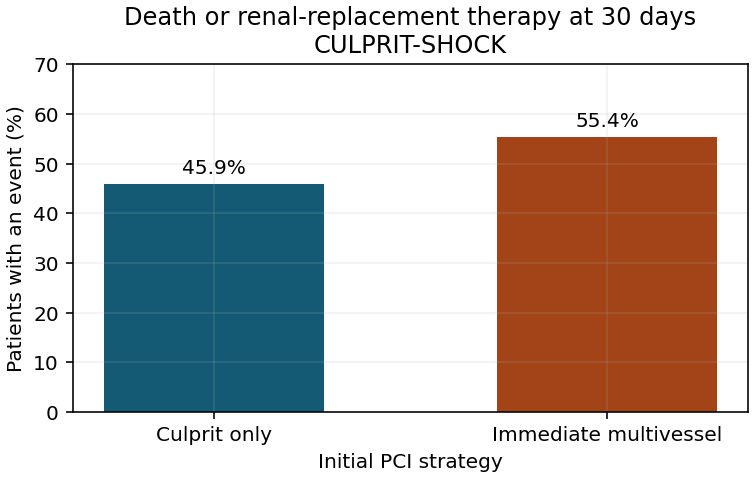 Death or renal-replacement therapy at 30 days
CULPRIT-SHOCK
Patients with an event (%)
70
60
50
40
30
20
10
0
45.9%
55.4%
Culprit only
Immediate multivessel
Initial PCI strategy